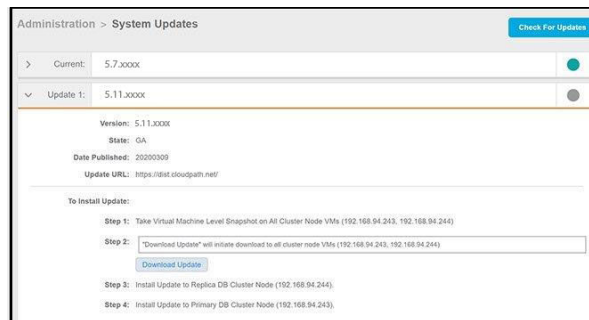 Administration > System Updates
Check For Updates
Current: 5.7.xxxx
Update 1: 5.11.xxxx
Version: 5.11.xxxx
State: GA
Date Published: 20200309
Update URL: https://dist.cloudpath.net/
To Install Update:
Step 1: Take Virtual Machine Level Snapshot on All Cluster Node VMs (192.168.94.243, 192.168.94.244)
Step 2: "Download Update" will initiate download to all cluster node VMs (192.168.94.243, 192.168.94.244)
Download Update
Step 3: Install Update to Replica DB Cluster Node (192.168.94.244).
Step 4: Install Update to Primary DB Cluster Node (192.168.94.243).